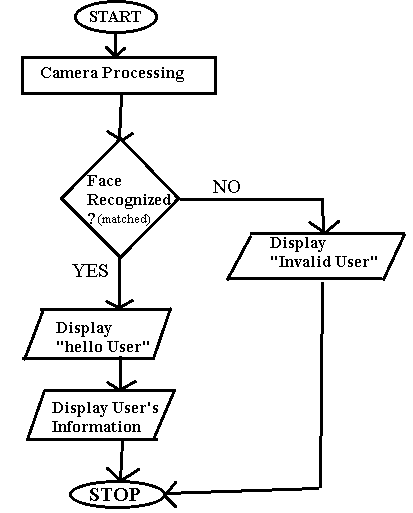 START
Camera Processing
Face
Recognized
?(matched)
NO
YES
Display
"Invalid User"
Display
"hello User"
Display User's
Information
STOP